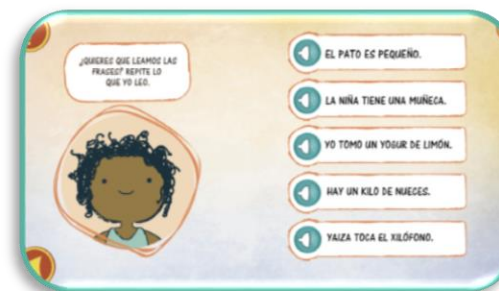 ¿QUIERES QUE LEAMOS LAS
FRASES? REPITE LO
QUE YO LEO.
EL PATO ES PEQUEÑO.
LA NIÑA TIENE UNA MUÑECA.
YO TOMO UN YOGUR DE LIMÓN.
HAY UN KILO DE NUECES.
YAIZA TOCA EL XILÓFONO.